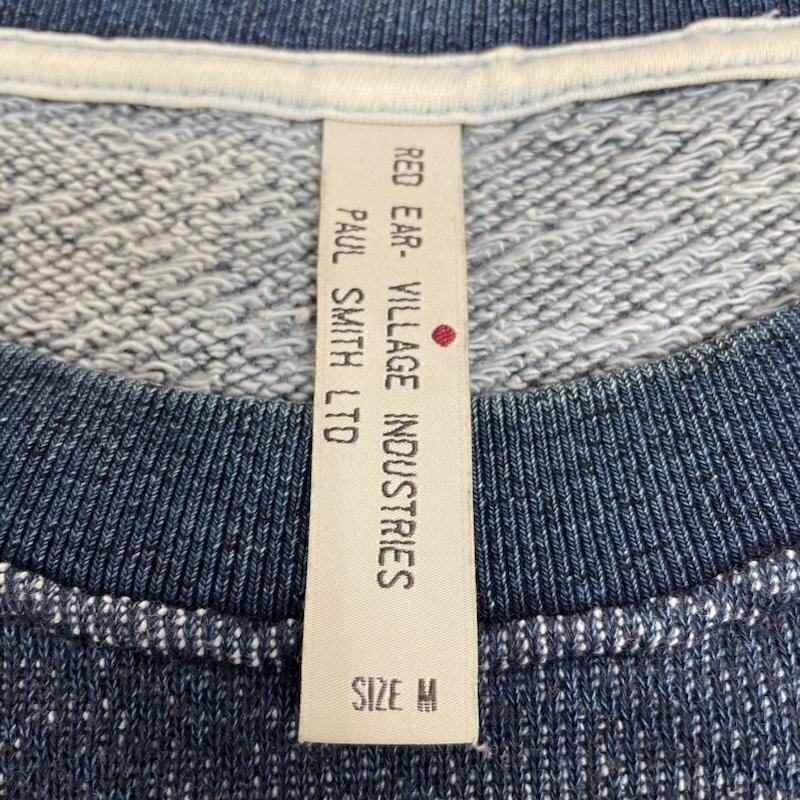 RED EAR- VILLAGE INDUSTRIES
PAUL SMITH LTD
SIZE M